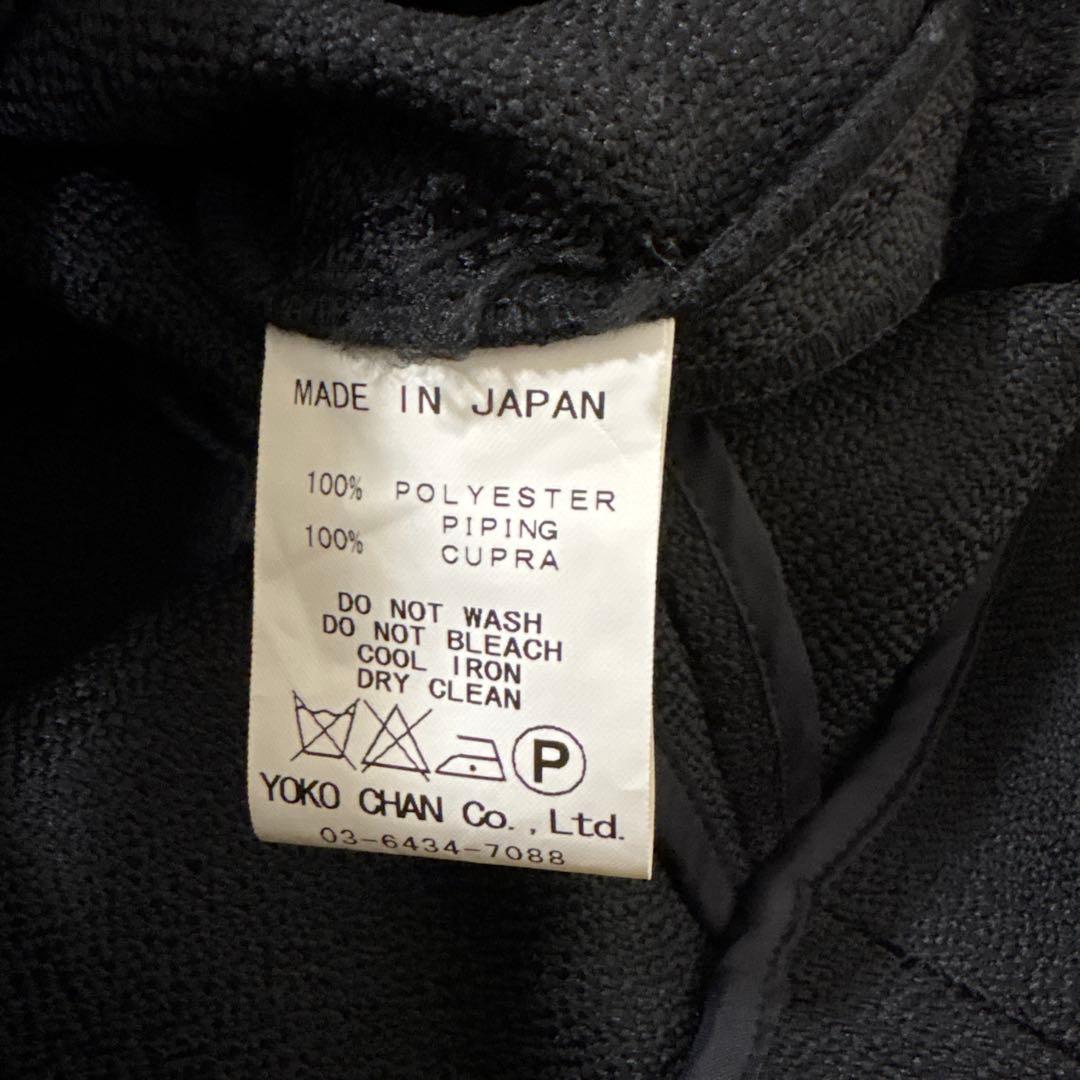 MADE IN JAPAN
100% POLYESTER
PIPING
100% CUPRA
DO NOT WASH
DO NOT BLEACH
COOL IRON
DRY CLEAN
P
YOKO CHAN Co.,Ltd.
03-6434-7088